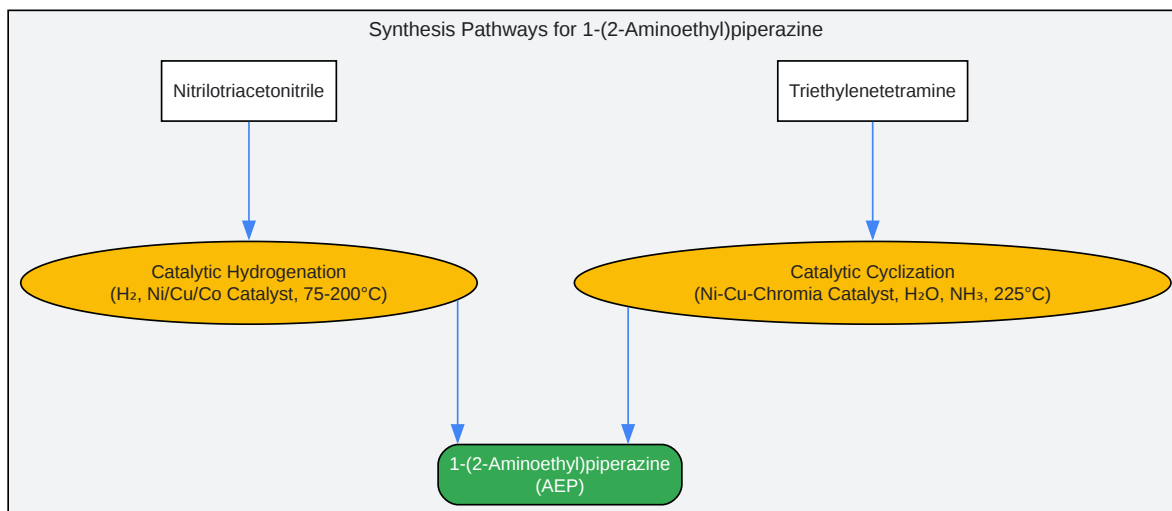 Synthesis Pathways for 1-(2-Aminoethyl)piperazine
Nitrilotriacetonitrile
Triethylenetetramine
Catalytic Hydrogenation
(H₂, Ni/Cu/Co Catalyst, 75-200°C)
Catalytic Cyclization
(Ni-Cu-Chromia Catalyst, H₂O, NH₃, 225°C)
1-(2-Aminoethyl)piperazine
(AEP)